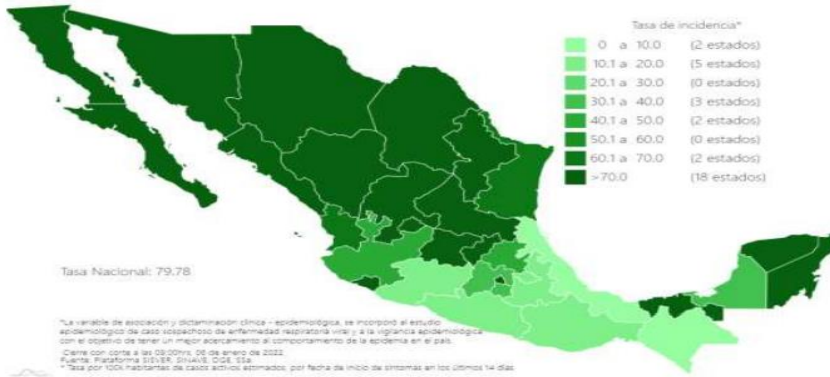 Tasa de incidencia*
0 a 10.0 (2 estados)
10.1 a 20.0 (5 estados)
20.1 a 30.0 (0 estados)
30.1 a 40.0 (3 estados)
40.1 a 50.0 (2 estados)
50.1 a 60.0 (0 estados)
60.1 a 70.0 (2 estados)
>70.0 (18 estados)
Tasa Nacional: 79.78
*La variable de asociación y dictaminación clínica - epidemiológica, se incorporó al estudio
epidemiológico de caso sospechoso de enfermedad respiratoria viral y a la vigilancia epidemiológica
con el objetivo de tener un mejor acercamiento al comportamiento de la epidemia en el país.
Cierre con corte a las 09:00hrs, 06 de enero de 2022
Fuente: Plataforma SISVER, SINAVE, DGE, SSa.
* Tasa por 100k habitantes de casos activos estimados, por fecha de inicio de síntomas en los últimos 14 días